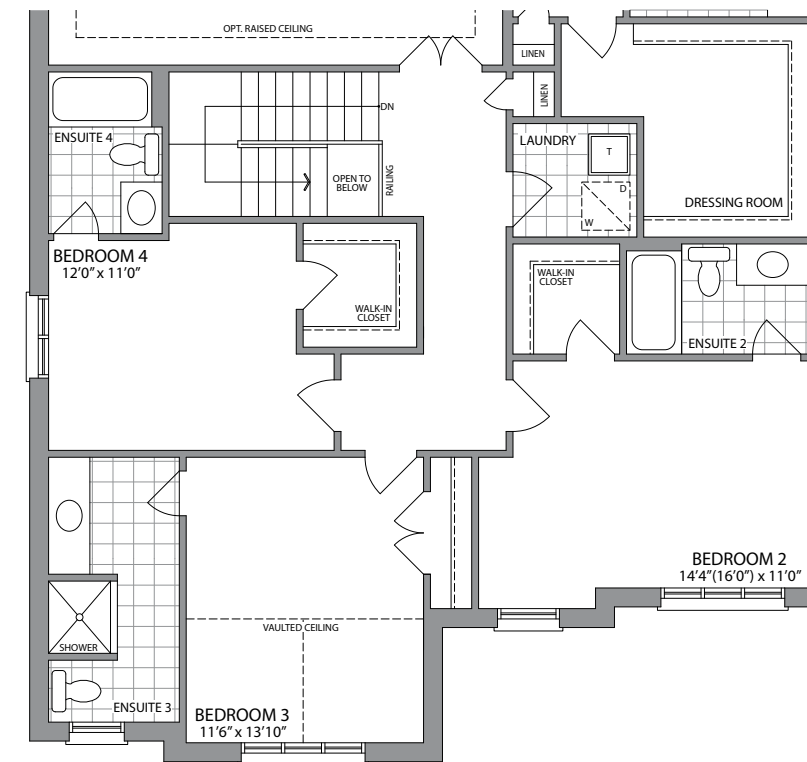 OPT. RAISED CEILING
LINEN
LINEN
DN
ENSUITE 4
LAUNDRY
T
OPEN TO
BELOW
RAILING
D
W
DRESSING ROOM
BEDROOM 4
12'0" x 11'0"
WALK-IN
CLOSET
WALK-IN
CLOSET
ENSUITE 2
BEDROOM 2
14'4"(16'0") x 11'0"
VAULTED CEILING
SHOWER
ENSUITE 3
BEDROOM 3
11'6" x 13'10"